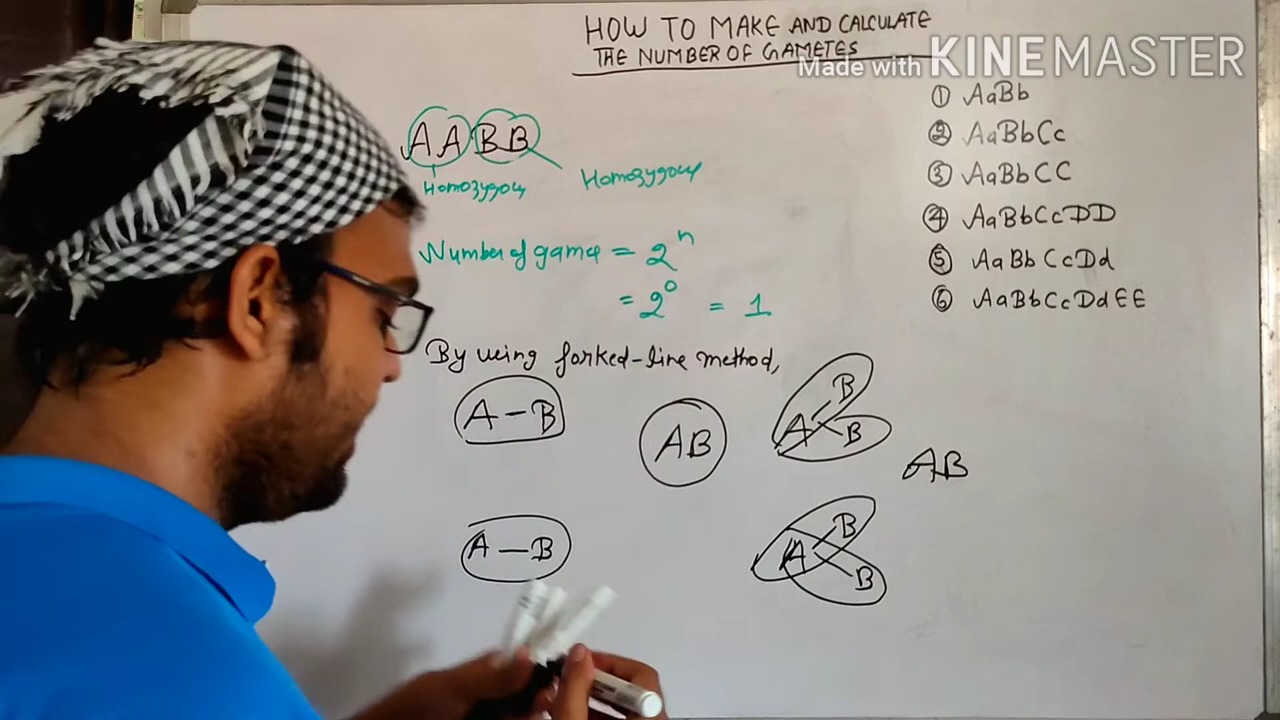 HOW TO MAKE AND CALCULATE
THE NUMBER OF GAMETES
Made with KINEMASTER
AABB
Homozygous
Homozygous
Number of game = 2ⁿ
= 2⁰ = 1
By using forked-line method,
A - B
AB
A B B
AB
A - B
A B B
① AaBb
② AaBbCc
③ AaBbCC
④ AaBbCcDD
⑤ AaBbCcDd
⑥ AaBbCcDdEE